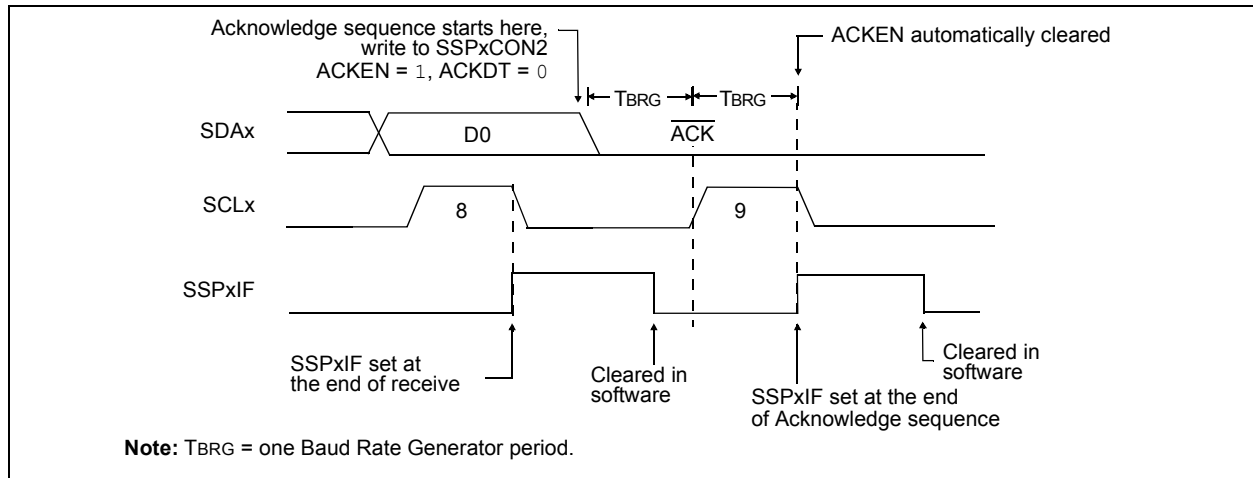 Acknowledge sequence starts here,
write to SSPxCON2
ACKEN = 1, ACKDT = 0
ACKEN automatically cleared
TBRG
TBRG
SDAx
D0
ACK
SCLx
8
9
SSPxIF
SSPxIF set at
the end of receive
Cleared in
software
SSPxIF set at the end
of Acknowledge sequence
Cleared in
software
Note: TBRG = one Baud Rate Generator period.